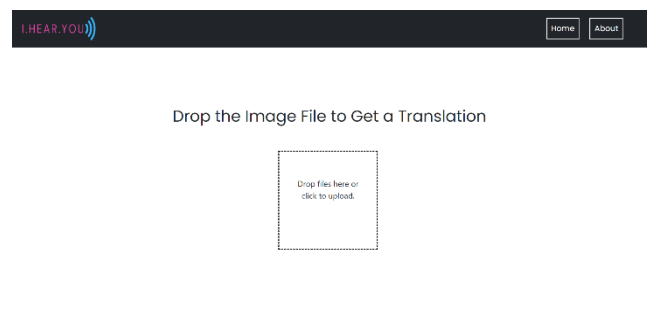 I.HEAR.YOU
Home About
Drop the Image File to Get a Translation
Drop files here or
click to upload.